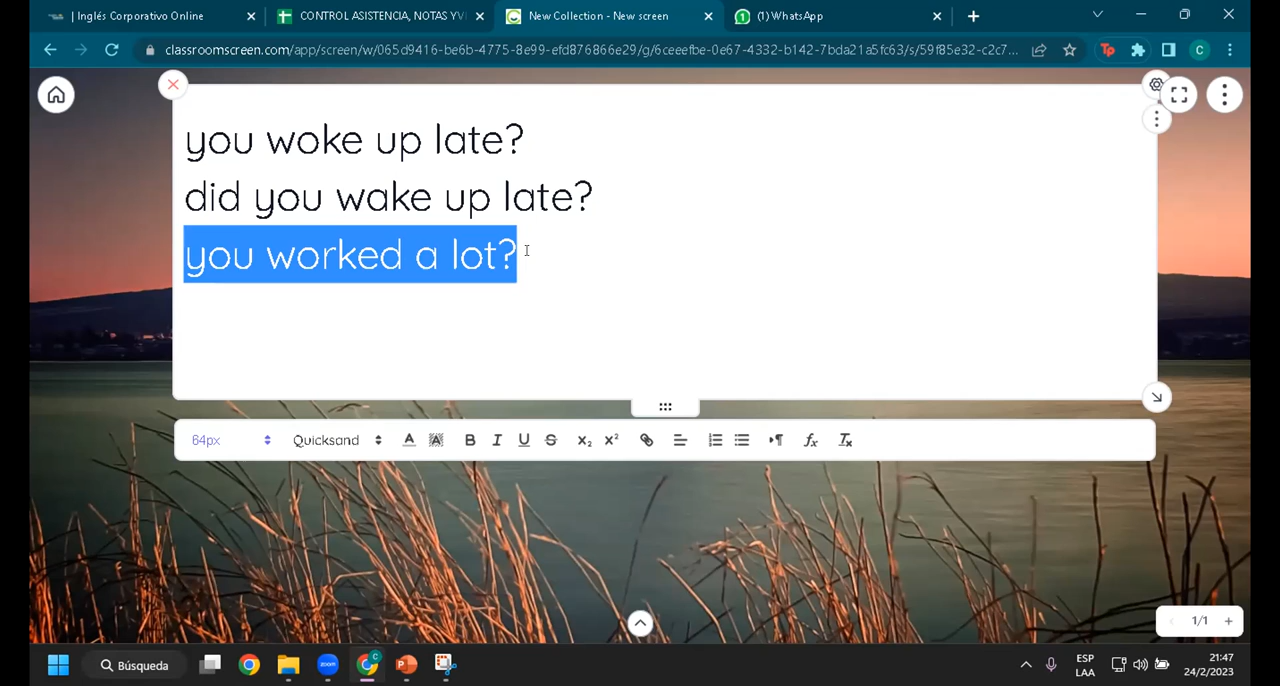 | Inglés Corporativo Online
CONTROL ASISTENCIA, NOTAS YVI
New Collection - New screen
(1) WhatsApp
classroomscreen.com/app/screen/w/065d9416-be6b-4775-8e99-efd876866e29/g/6ceeefbe-0e67-4332-b142-7bda21a5fc63/s/59f85e32-c2c7...
you woke up late?
did you wake up late?
you worked a lot?
64px
Quicksand
1/1
Búsqueda
zoom
ESP
LAA
21:47
24/2/2023